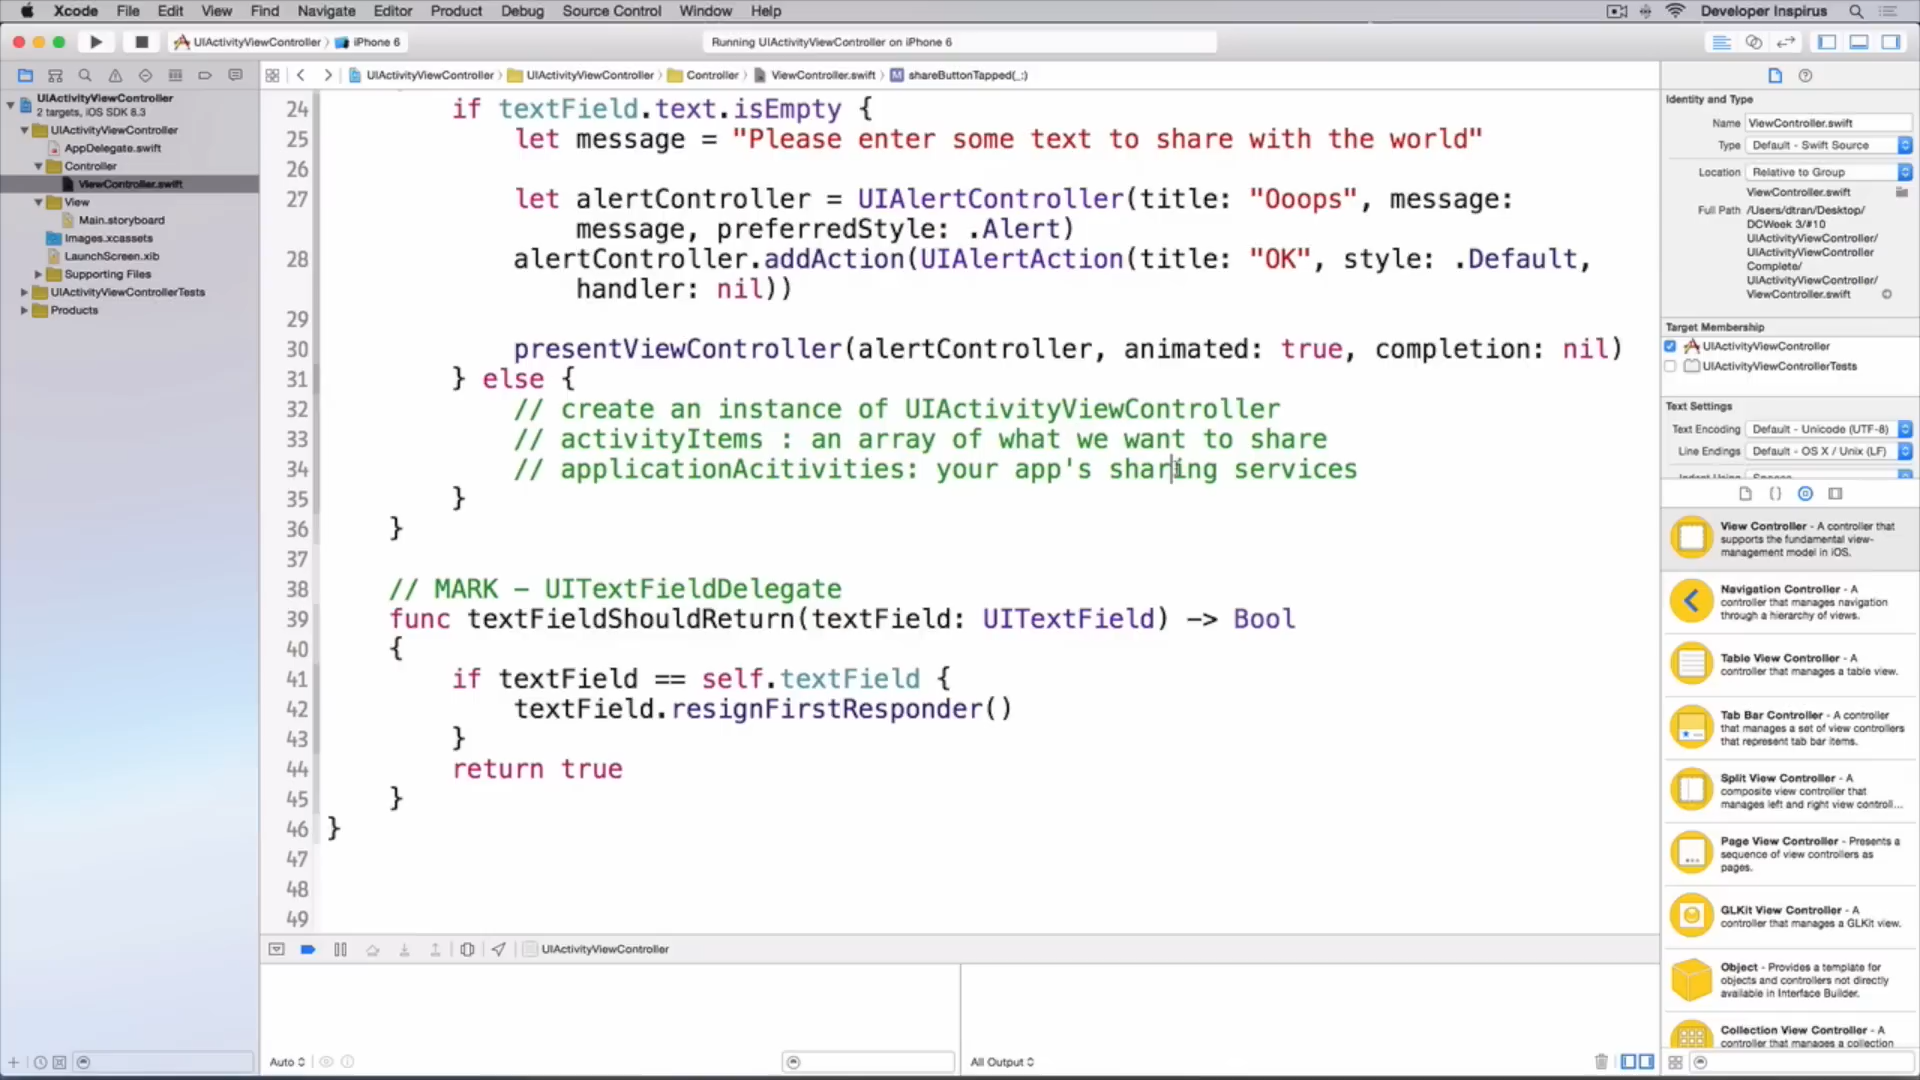 Xcode File Edit View Find Navigate Editor Product Debug Source Control Window Help Developer Inspirus
UIActivityViewController iPhone 6 Running UIActivityViewController on iPhone 6
UIActivityViewController UIActivityViewController Controller ViewController.swift M shareButtonTapped(_:)
UIActivityViewController
2 targets, iOS SDK 8.3
UIActivityViewController
AppDelegate.swift
Controller
ViewController.swift
View
Main.storyboard
Images.xcassets
LaunchScreen.xib
Supporting Files
UIActivityViewControllerTests
Products
24 if textField.text.isEmpty {
25 let message = "Please enter some text to share with the world"
26
27 let alertController = UIAlertController(title: "Ooops", message:
message, preferredStyle: .Alert)
28 alertController.addAction(UIAlertAction(title: "OK", style: .Default,
handler: nil))
29
30 presentViewController(alertController, animated: true, completion: nil)
31 } else {
32 // create an instance of UIActivityViewController
33 // activityItems : an array of what we want to share
34 // applicationAcitivities: your app's sharing services
35 }
36 }
37
38 // MARK – UITextFieldDelegate
39 func textFieldShouldReturn(textField: UITextField) -> Bool
40 {
41 if textField == self.textField {
42 textField.resignFirstResponder()
43 }
44 return true
45 }
46 }
47
48
49
UIActivityViewController
Auto
All Output
Identity and Type
Name ViewController.swift
Type Default - Swift Source
Location Relative to Group
ViewController.swift
Full Path /Users/dtran/Desktop/
DCWeek 3/#10
UIActivityViewController/
UIActivityViewController
Complete/
UIActivityViewController/
ViewController.swift
Target Membership
UIActivityViewController
UIActivityViewControllerTests
Text Settings
Text Encoding Default - Unicode (UTF-8)
Line Endings Default - OS X / Unix (LF)
View Controller - A controller that
supports the fundamental view-
management model in iOS.
Navigation Controller - A
controller that manages navigation
through a hierarchy of views.
Table View Controller - A
controller that manages a table view.
Tab Bar Controller - A controller
that manages a set of view controllers
that represent tab bar items.
Split View Controller - A
composite view controller that
manages left and right view controll...
Page View Controller - Presents a
sequence of view controllers as
pages.
GLKit View Controller - A
controller that manages a GLKit view.
Object - Provides a template for
objects and controllers not directly
available in Interface Builder.
Collection View Controller - A
controller that manages a collection